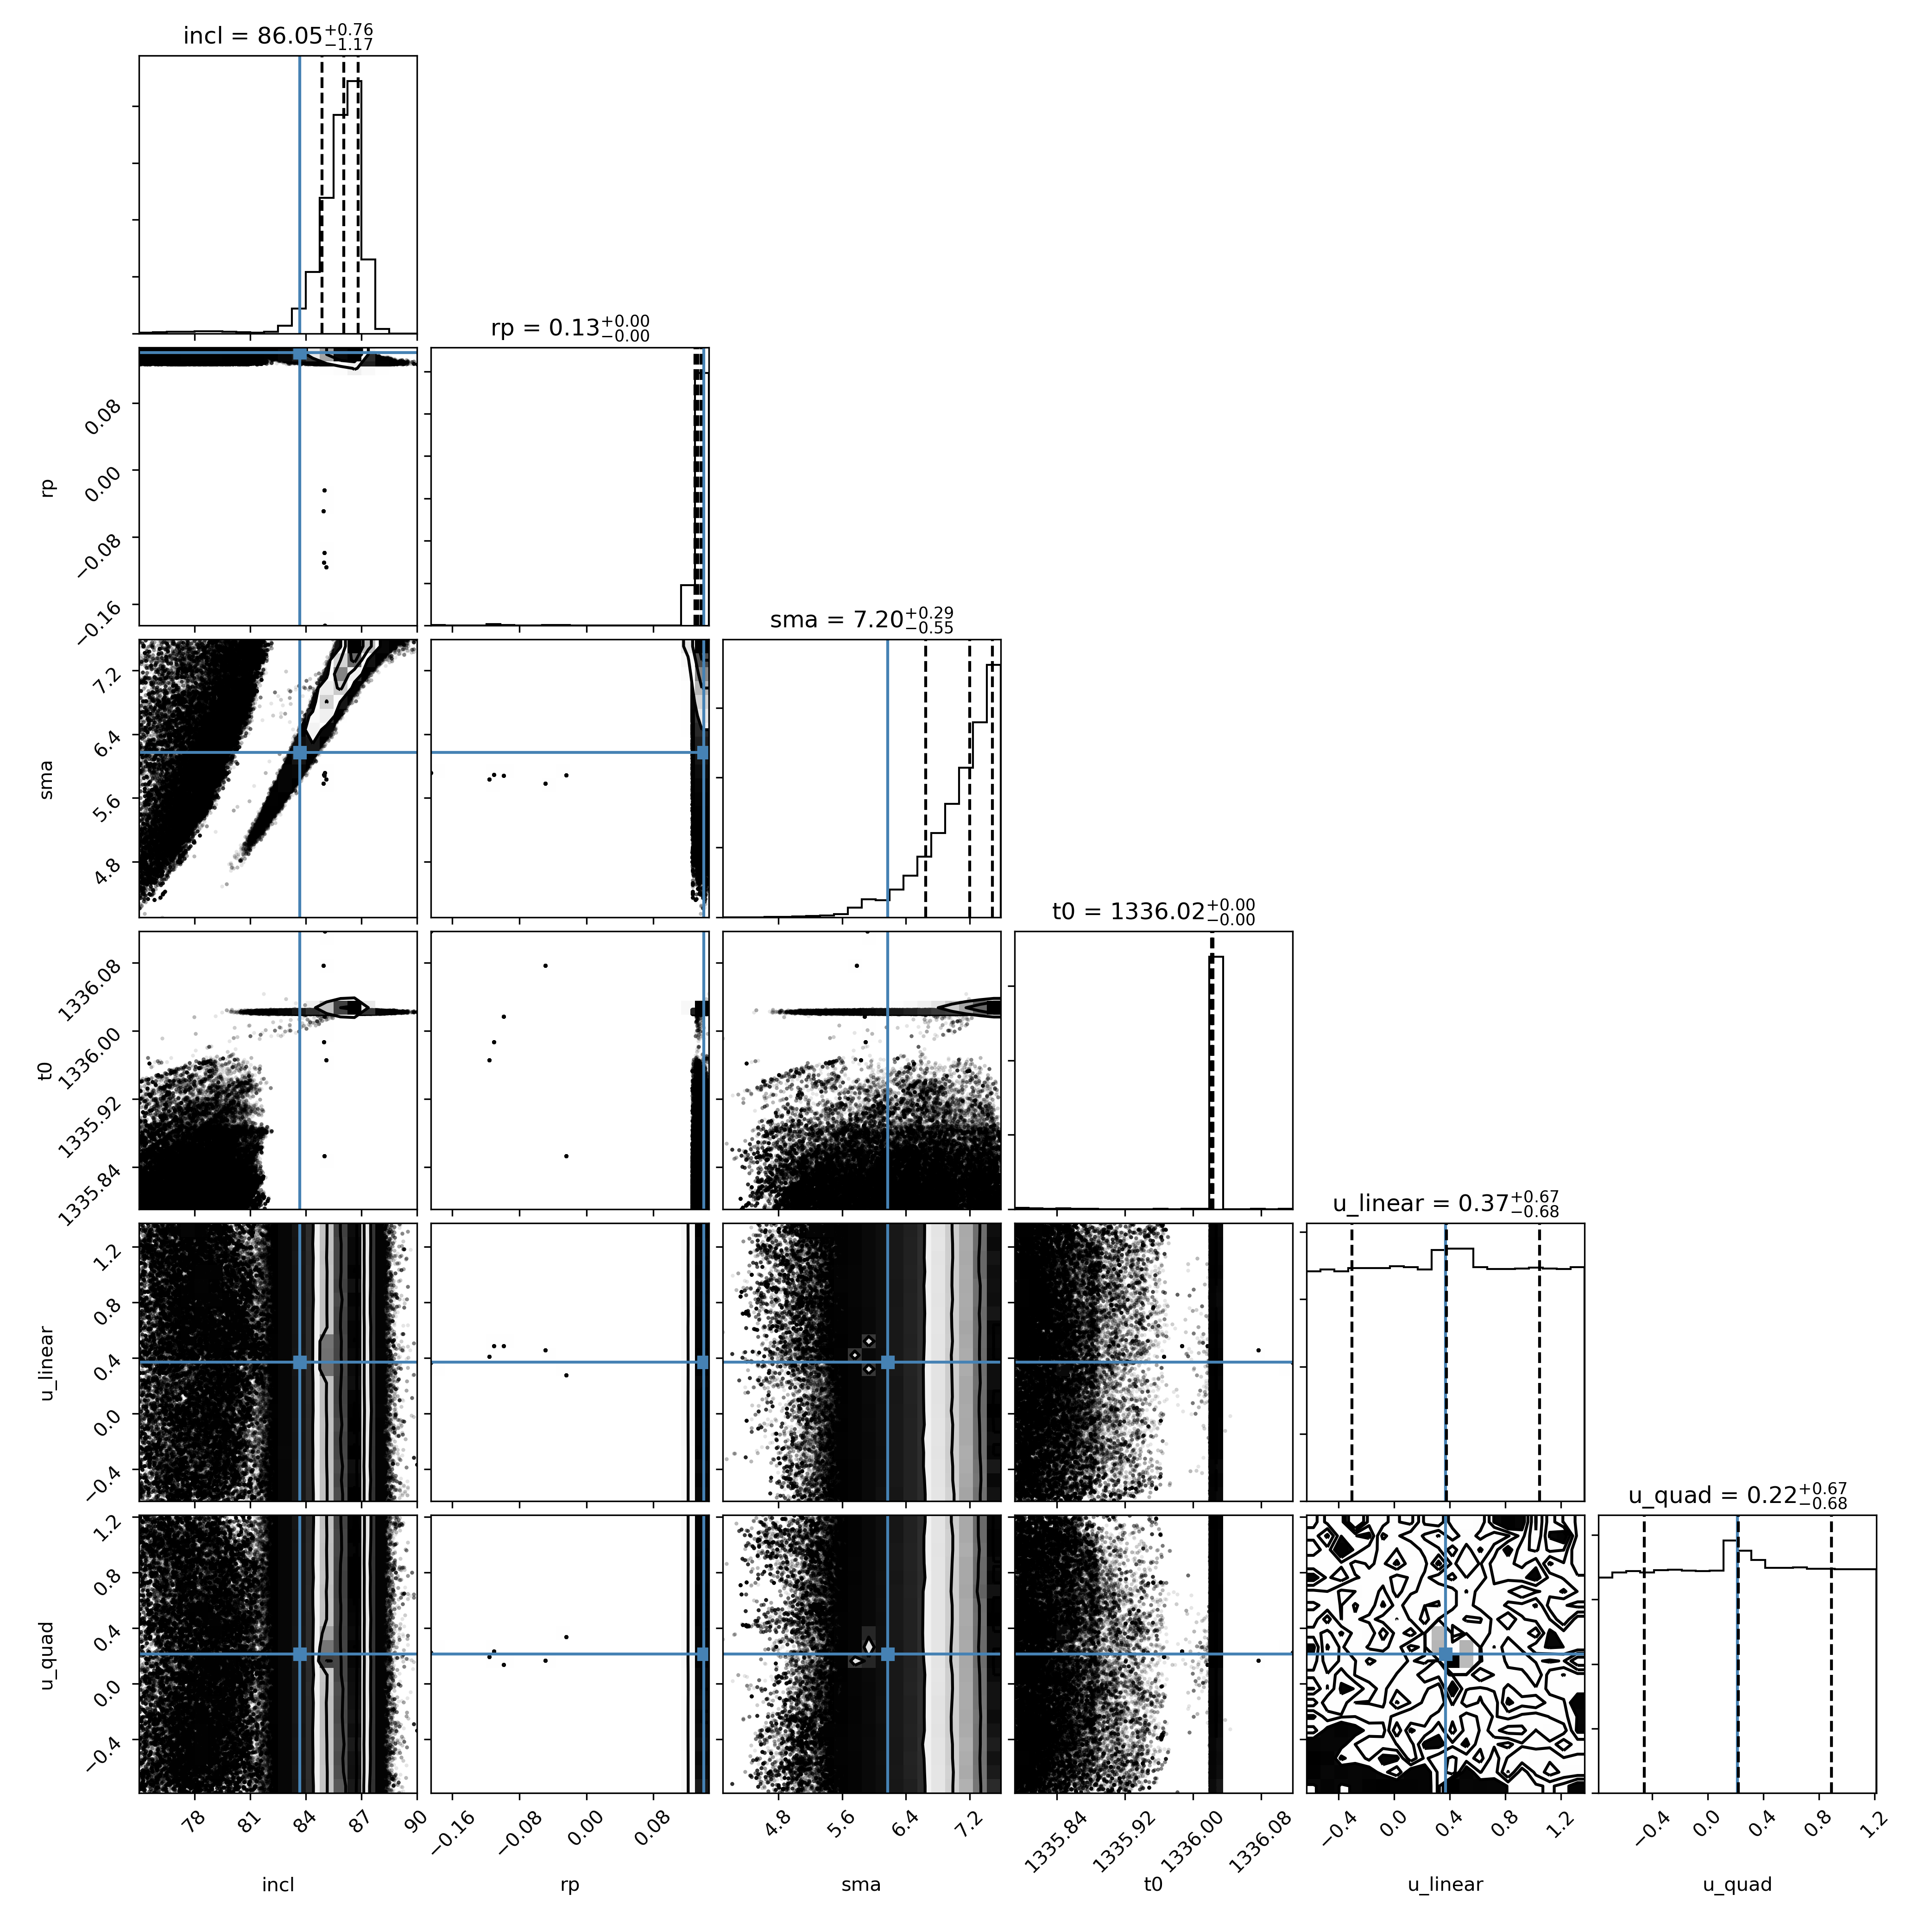 incl = 86.05+0.76 −1.17
rp = 0.13+0.00 −0.00
0.08
0.00
−0.08
−0.16
rp
sma = 7.20+0.29 −0.55
7.2
6.4
5.6
4.8
sma
t0 = 1336.02+0.00 −0.00
1336.08
1336.00
1335.92
1335.84
t0
u_linear = 0.37+0.67 −0.68
1.2
0.8
0.4
0.0
−0.4
u_linear
u_quad = 0.22+0.67 −0.68
1.2
0.8
0.4
0.0
−0.4
u_quad
78 81 84 87 90
−0.16 −0.08 0.00 0.08
4.8 5.6 6.4 7.2
1335.84 1335.92 1336.00 1336.08
−0.4 0.0 0.4 0.8 1.2
−0.4 0.0 0.4 0.8 1.2
incl rp sma t0 u_linear u_quad